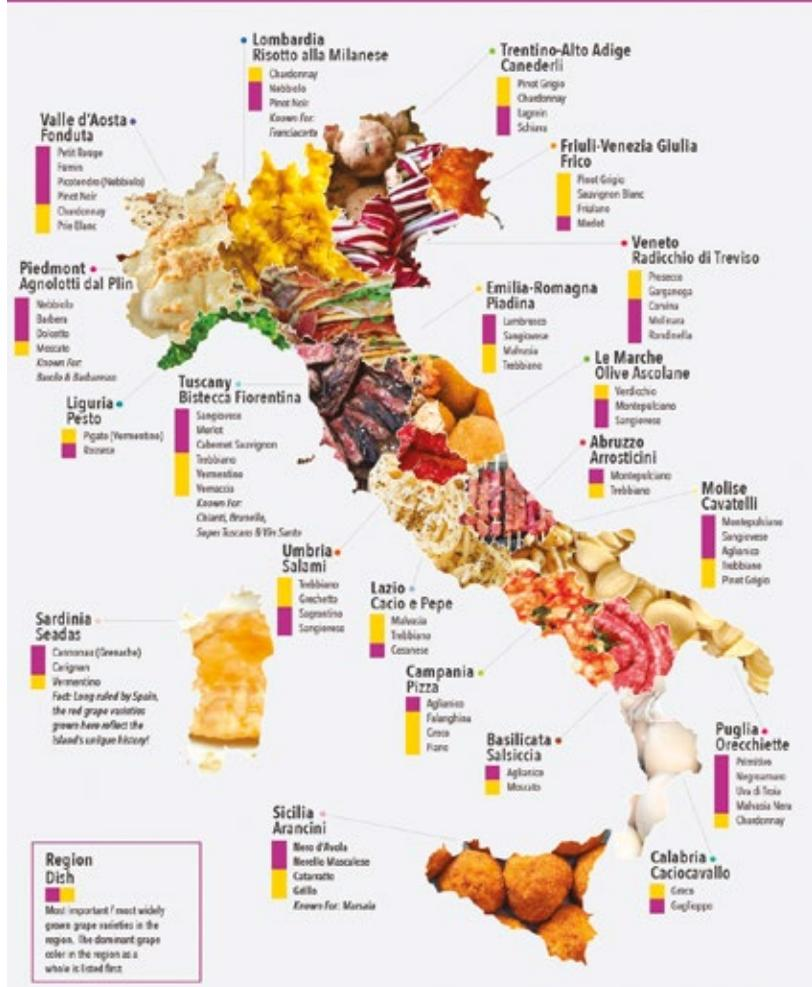 Lombardia
Risotto alla Milanese
Chardonnay
Nebbiolo
Pinot Noir
Known For:
Franciacorta
Trentino-Alto Adige
Canederli
Pinot Grigio
Chardonnay
Lagrein
Schiava
Valle d'Aosta
Fonduta
Petit Rouge
Fumin
Picotendro (Nebbiolo)
Pinot Noir
Chardonnay
Prie Blanc
Friuli-Venezia Giulia
Frico
Pinot Grigio
Sauvignon Blanc
Friulano
Merlot
Veneto
Radicchio di Treviso
Prosecco
Garganega
Corvina
Molinara
Rondinella
Piedmont
Agnolotti dal Plin
Nebbiolo
Barbera
Dolcetto
Moscato
Known For:
Barolo & Barbaresco
Emilia-Romagna
Piadina
Lambrusco
Sangiovese
Malvasia
Trebbiano
Le Marche
Olive Ascolane
Verdicchio
Montepulciano
Sangiovese
Liguria
Pesto
Pigato (Vermentino)
Rossese
Tuscany
Bistecca Fiorentina
Sangiovese
Merlot
Cabernet Sauvignon
Trebbiano
Vermentino
Vernaccia
Known For:
Chianti, Brunello,
Super Tuscans & Vin Santo
Abruzzo
Arrosticini
Montepulciano
Trebbiano
Molise
Cavatelli
Montepulciano
Sangiovese
Aglianico
Trebbiano
Pinot Grigio
Umbria
Salami
Trebbiano
Grechetto
Sagrantino
Sangiovese
Lazio
Cacio e Pepe
Malvasia
Trebbiano
Cesanese
Sardinia
Seadas
Cannonau (Grenache)
Carignan
Vermentino
Fact: Long ruled by Spain,
the red grape varieties
grown here reflect the
island's unique history!
Campania
Pizza
Aglianico
Falanghina
Greco
Fiano
Basilicata
Salsiccia
Aglianico
Moscato
Puglia
Orecchiette
Primitivo
Negroamaro
Uva di Troia
Malvasia Nera
Chardonnay
Sicilia
Arancini
Nero d'Avola
Nerello Mascalese
Catarratto
Grillo
Known For: Marsala
Calabria
Caciocavallo
Greco
Gaglioppo
Region
Dish
Most important / most widely
grown grape varieties in the
region. The dominant grape
color in the region as a
whole is listed first